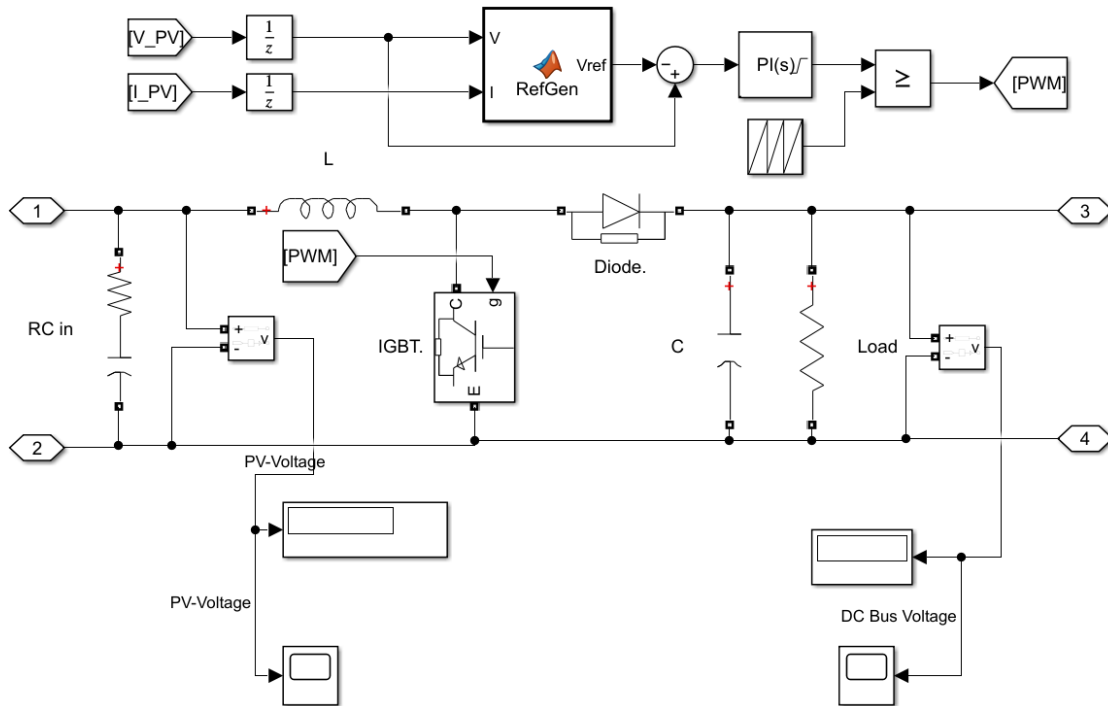 [V_PV]
1
z
V
Vref
RefGen
I
[I_PV]
1
z
−
+
PI(s)
≥
[PWM]
L
1
+
3
[PWM]
Diode.
+
+
+
C
g
RC in
+
-
v
IGBT.
E
C
Load
+
-
v
2
4
PV-Voltage
PV-Voltage
DC Bus Voltage